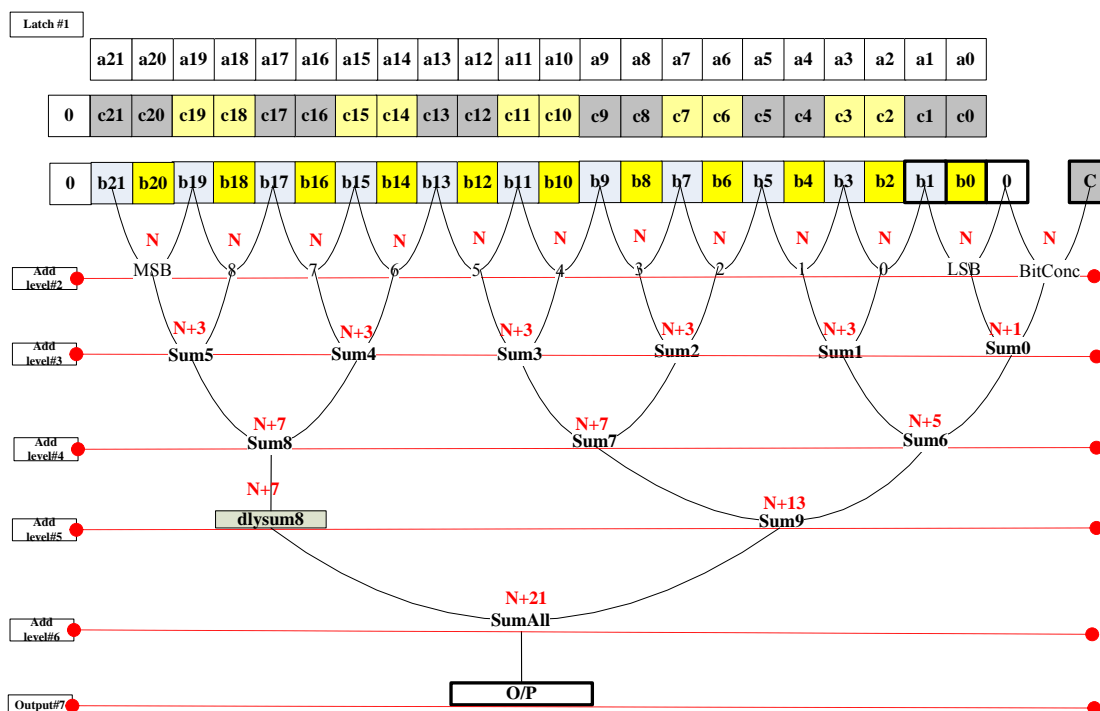 Latch #1
a21 a20 a19 a18 a17 a16 a15 a14 a13 a12 a11 a10 a9 a8 a7 a6 a5 a4 a3 a2 a1 a0
0 c21 c20 c19 c18 c17 c16 c15 c14 c13 c12 c11 c10 c9 c8 c7 c6 c5 c4 c3 c2 c1 c0
0 b21 b20 b19 b18 b17 b16 b15 b14 b13 b12 b11 b10 b9 b8 b7 b6 b5 b4 b3 b2 b1 b0 0 C
N N N N N N N N N N N N
Add
level#2
MSB 8 7 6 5 4 3 2 1 0 LSB BitConc
N+3 N+3 N+3 N+3 N+3 N+1
Add
level#3
Sum5 Sum4 Sum3 Sum2 Sum1 Sum0
N+7 N+7 N+5
Add
level#4
Sum8 Sum7 Sum6
N+7 N+13
Add
level#5
dlysum8 Sum9
N+21
Add
level#6
SumAll
Output#7
O/P